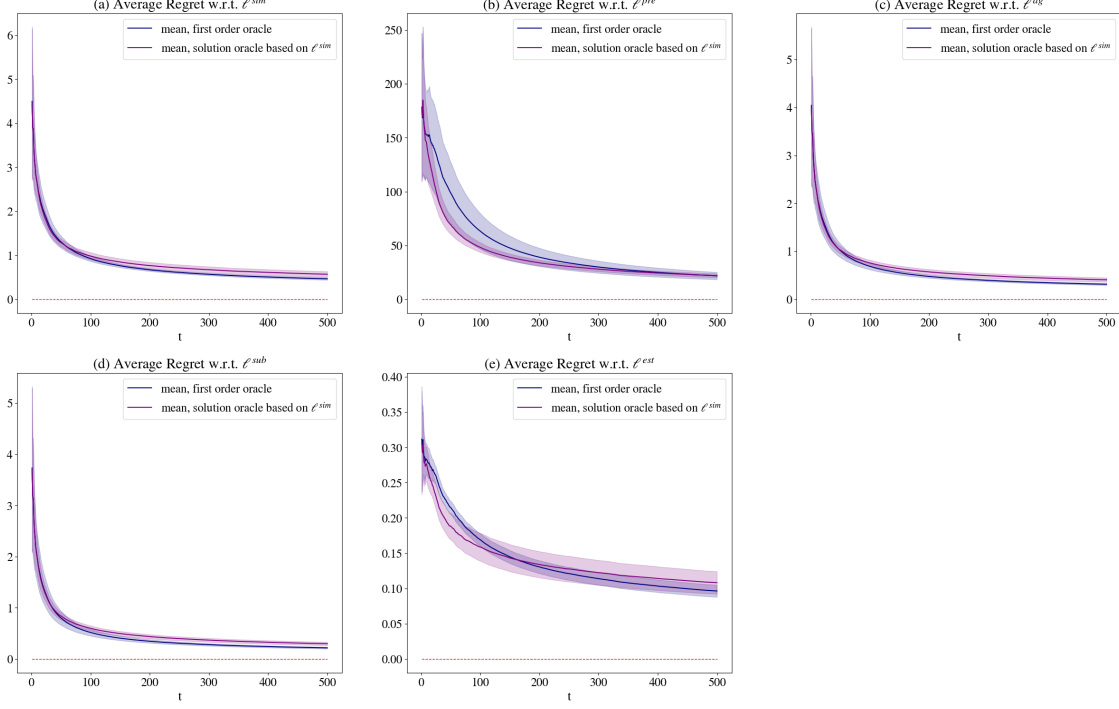 (a) Average Regret w.r.t. ℓ^sim
mean, first order oracle
mean, solution oracle based on ℓ^sim
6
5
4
3
2
1
0
0 100 200 300 400 500
t
(b) Average Regret w.r.t. ℓ^pre
mean, first order oracle
mean, solution oracle based on ℓ^sim
250
200
150
100
50
0
0 100 200 300 400 500
t
(c) Average Regret w.r.t. ℓ^dg
mean, first order oracle
mean, solution oracle based on ℓ^sim
5
4
3
2
1
0
0 100 200 300 400 500
t
(d) Average Regret w.r.t. ℓ^sub
mean, first order oracle
mean, solution oracle based on ℓ^sim
5
4
3
2
1
0
0 100 200 300 400 500
t
(e) Average Regret w.r.t. ℓ^est
mean, first order oracle
mean, solution oracle based on ℓ^sim
0.40
0.35
0.30
0.25
0.20
0.15
0.10
0.05
0.00
0 100 200 300 400 500
t